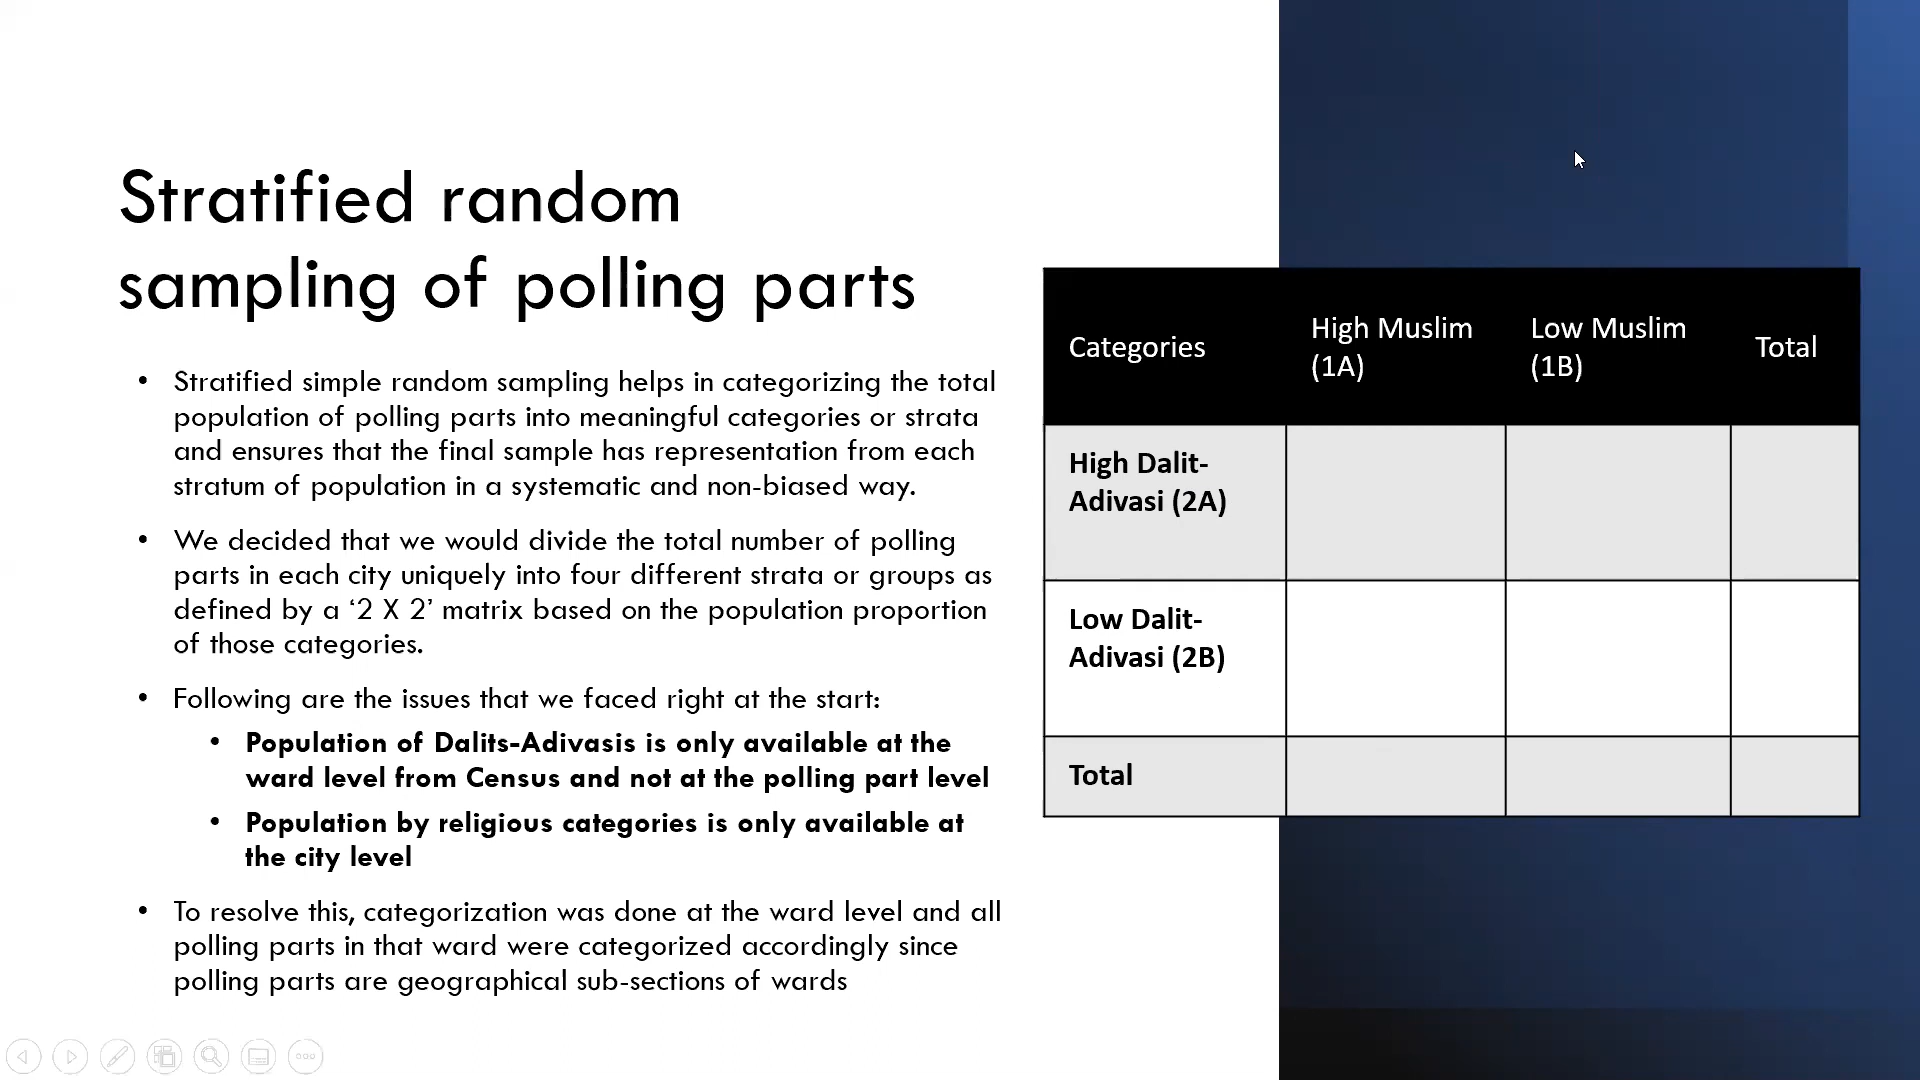 Stratified random
sampling of polling parts
• Stratified simple random sampling helps in categorizing the total
population of polling parts into meaningful categories or strata
and ensures that the final sample has representation from each
stratum of population in a systematic and non-biased way.
• We decided that we would divide the total number of polling
parts in each city uniquely into four different strata or groups as
defined by a ‘2 X 2’ matrix based on the population proportion
of those categories.
• Following are the issues that we faced right at the start:
• Population of Dalits-Adivasis is only available at the
ward level from Census and not at the polling part level
• Population by religious categories is only available at
the city level
• To resolve this, categorization was done at the ward level and all
polling parts in that ward were categorized accordingly since
polling parts are geographical sub-sections of wards
Categories
High Muslim
(1A)
Low Muslim
(1B)
Total
High Dalit-
Adivasi (2A)
Low Dalit-
Adivasi (2B)
Total